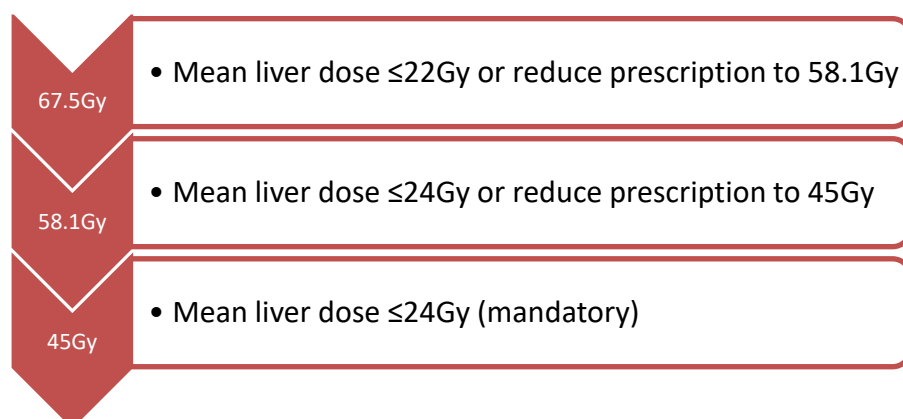 67.5Gy
• Mean liver dose ≤22Gy or reduce prescription to 58.1Gy
58.1Gy
• Mean liver dose ≤24Gy or reduce prescription to 45Gy
45Gy
• Mean liver dose ≤24Gy (mandatory)